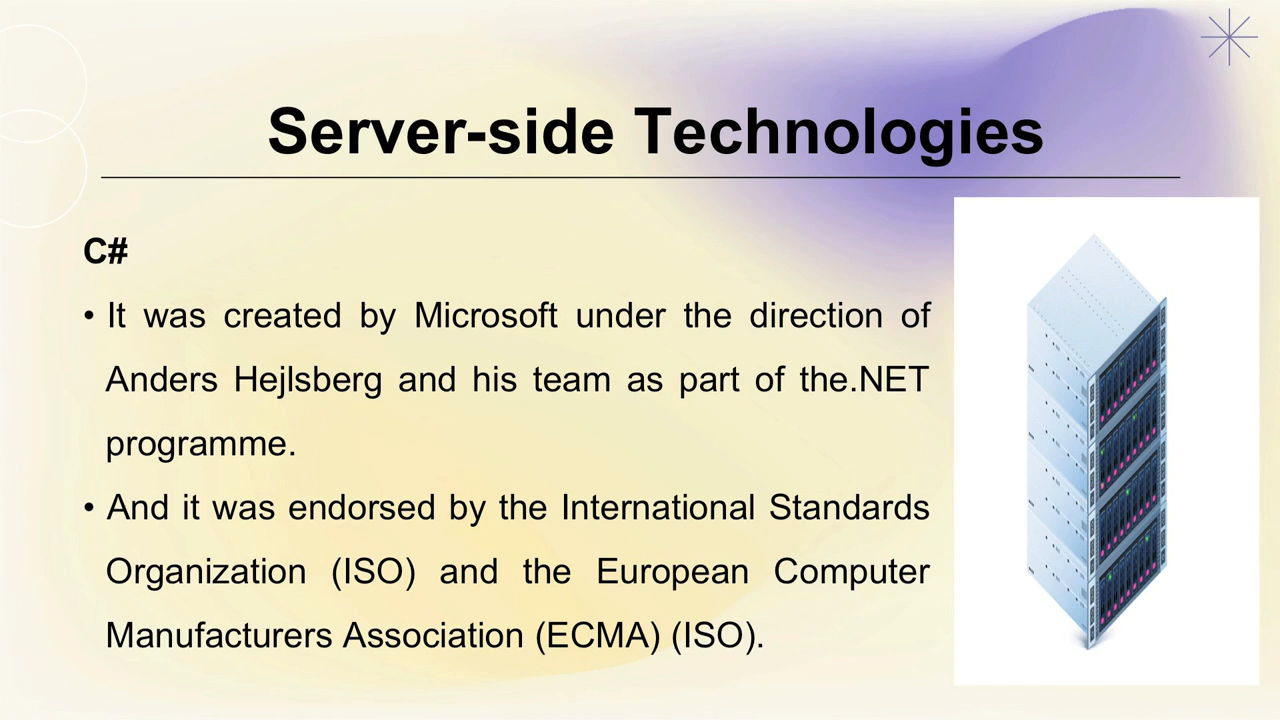 Server-side Technologies
C#
• It was created by Microsoft under the direction of
Anders Hejlsberg and his team as part of the.NET
programme.
• And it was endorsed by the International Standards
Organization (ISO) and the European Computer
Manufacturers Association (ECMA) (ISO).